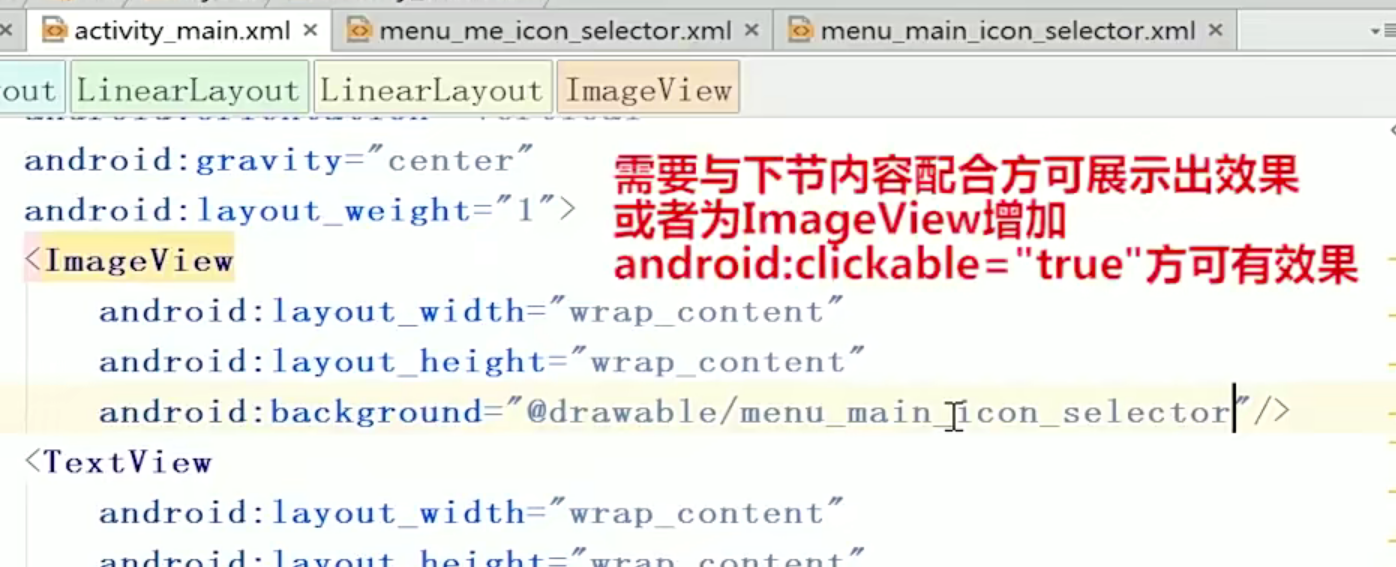 activity_main.xml × menu_me_icon_selector.xml × menu_main_icon_selector.xml ×
out LinearLayout LinearLayout ImageView
android:gravity="center"
android:layout_weight="1">
需要与下节内容配合方可展示出效果
或者为ImageView增加
android:clickable="true"方可有效果
<ImageView
android:layout_width="wrap_content"
android:layout_height="wrap_content"
android:background="@drawable/menu_main_icon_selector"/>
<TextView
android:layout_width="wrap_content"
android:layout_height="wrap_content"